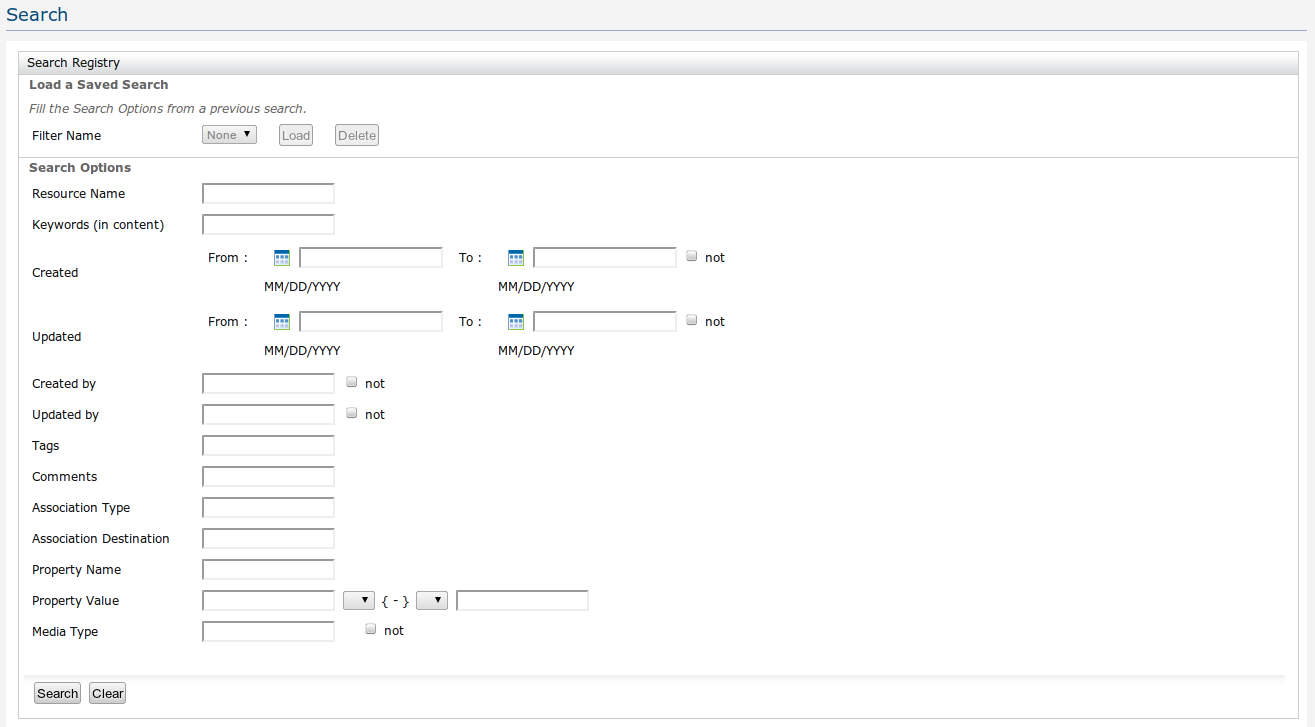 Search
Search Registry
Load a Saved Search
Fill the Search Options from a previous search.
Filter Name None Load Delete
Search Options
Resource Name
Keywords (in content)
From : To : not
Created
MM/DD/YYYY MM/DD/YYYY
From : To : not
Updated
MM/DD/YYYY MM/DD/YYYY
Created by not
Updated by not
Tags
Comments
Association Type
Association Destination
Property Name
Property Value { - }
Media Type not
Search Clear